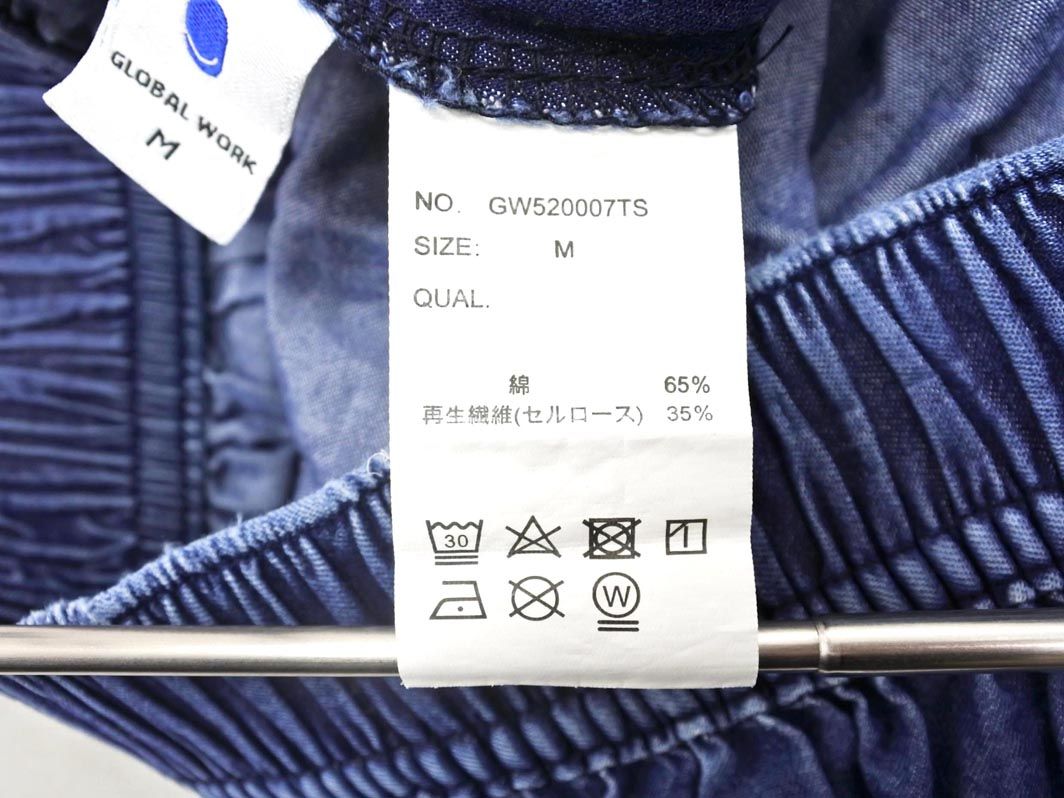 GLOBAL WORK
M
NO. GW520007TS
SIZE: M
QUAL.
綿 65%
再生繊維(セルロース) 35%
30
W